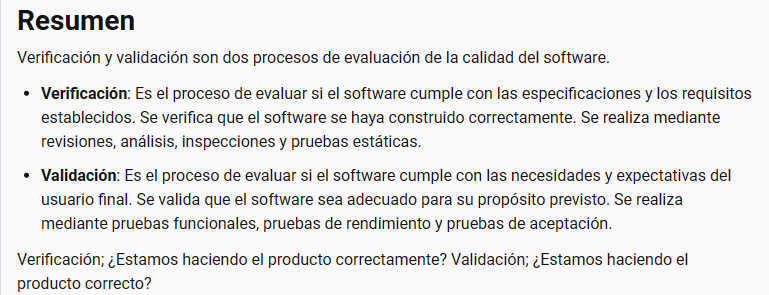 Resumen
Verificación y validación son dos procesos de evaluación de la calidad del software.
• Verificación: Es el proceso de evaluar si el software cumple con las especificaciones y los requisitos
establecidos. Se verifica que el software se haya construido correctamente. Se realiza mediante
revisiones, análisis, inspecciones y pruebas estáticas.
• Validación: Es el proceso de evaluar si el software cumple con las necesidades y expectativas del
usuario final. Se valida que el software sea adecuado para su propósito previsto. Se realiza
mediante pruebas funcionales, pruebas de rendimiento y pruebas de aceptación.
Verificación; ¿Estamos haciendo el producto correctamente? Validación; ¿Estamos haciendo el
producto correcto?